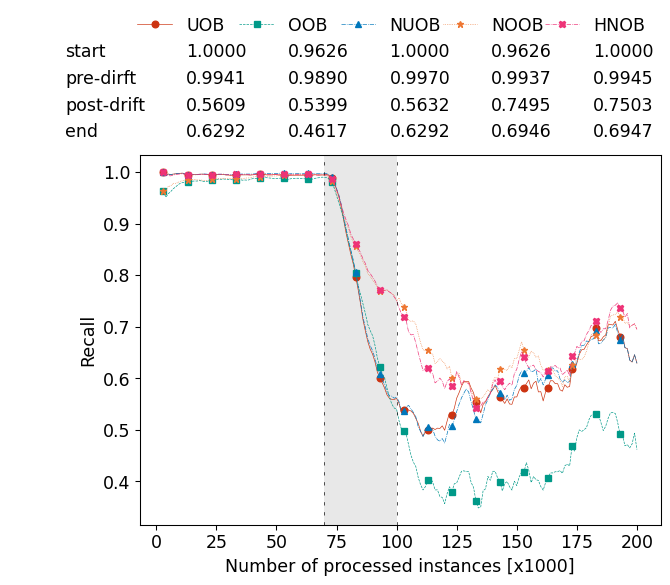 UOB OOB NUOB NOOB HNOB
start 1.0000 0.9626 1.0000 0.9626 1.0000
pre-dirft 0.9941 0.9890 0.9970 0.9937 0.9945
post-drift 0.5609 0.5399 0.5632 0.7495 0.7503
end 0.6292 0.4617 0.6292 0.6946 0.6947
1.0
0.9
0.8
0.7
0.6
0.5
0.4
Recall
0 25 50 75 100 125 150 175 200
Number of processed instances [x1000]